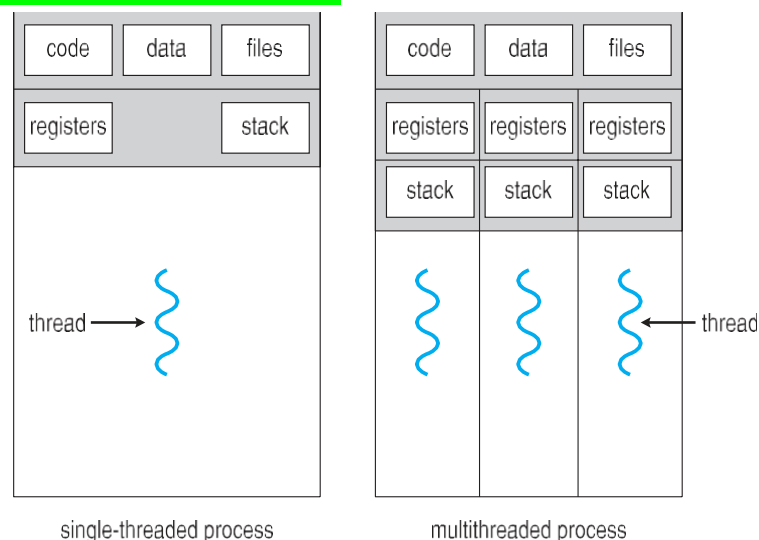 code data files
registers stack
thread
single-threaded process
code data files
registers registers registers
stack stack stack
thread
multithreaded process